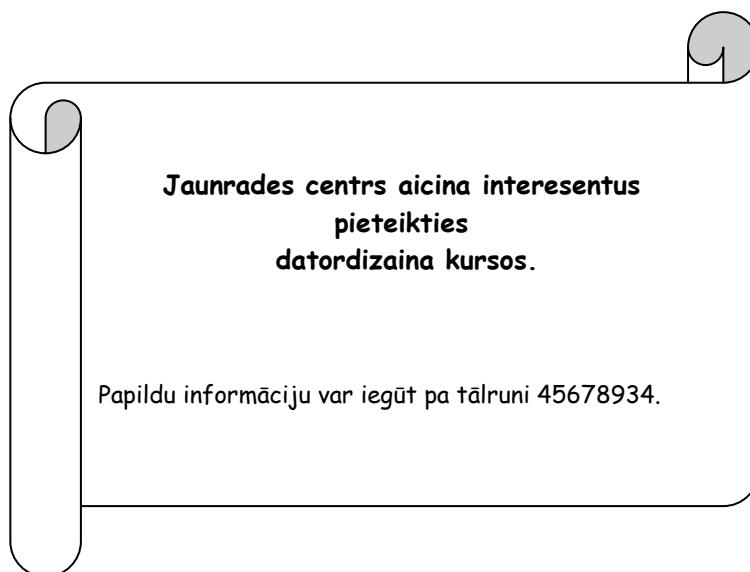 Jaunrades centrs aicina interesentus
pieteikties
datordizaina kursos.
Papildu informāciju var iegūt pa tālruni 45678934.